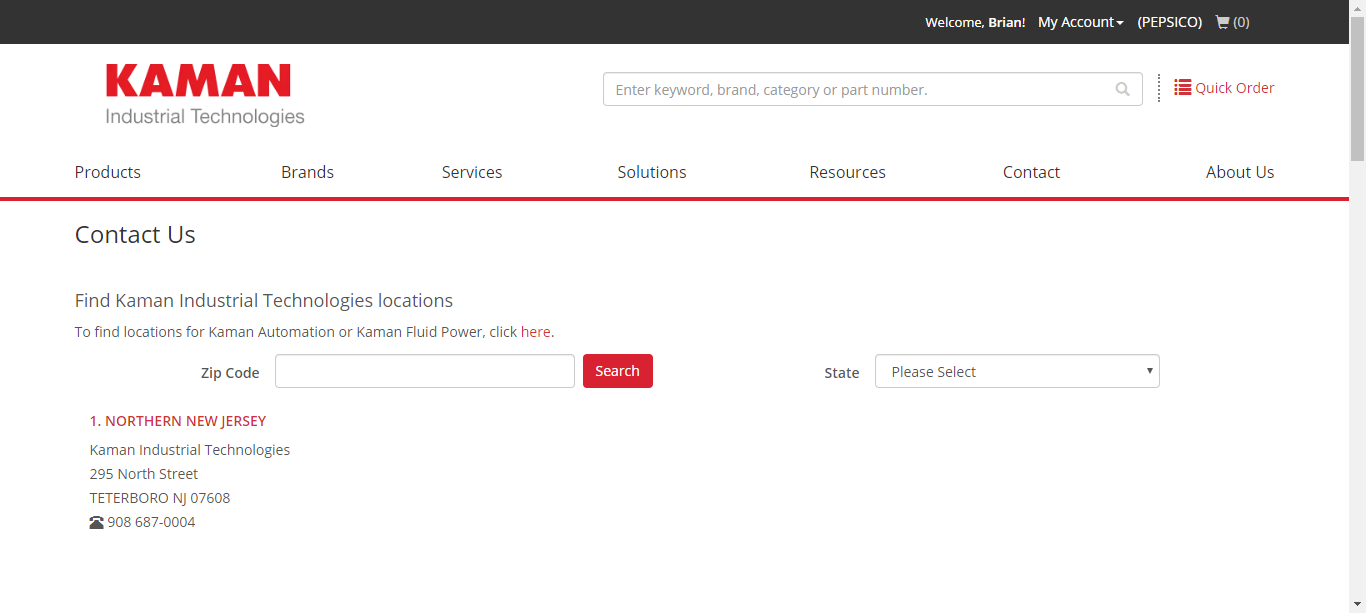 Welcome, Brian! My Account (PEPSICO) (0)
KAMAN
Industrial Technologies
Enter keyword, brand, category or part number.
Quick Order
Products Brands Services Solutions Resources Contact About Us
Contact Us
Find Kaman Industrial Technologies locations
To find locations for Kaman Automation or Kaman Fluid Power, click here.
Zip Code Search State Please Select
1. NORTHERN NEW JERSEY
Kaman Industrial Technologies
295 North Street
TETERBORO NJ 07608
908 687-0004